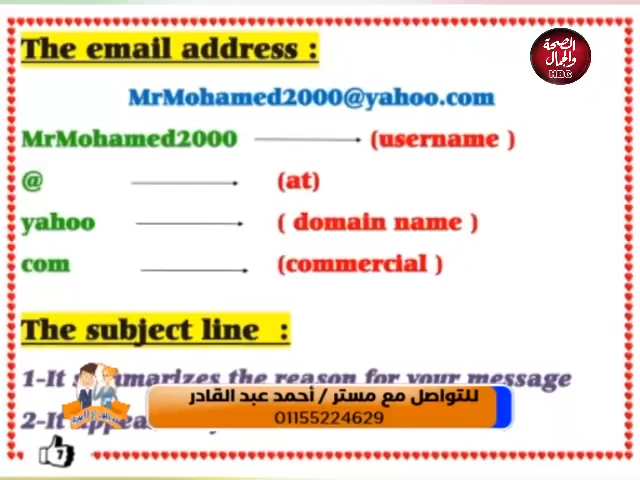 The email address :
الصحة
والجمال
HBC
MrMohamed2000@yahoo.com
MrMohamed2000 (username )
@ (at)
yahoo ( domain name )
com (commercial )
The subject line :
1-It summarizes the reason for your message
2-It
للتواصل مع مستر / أحمد عبد القادر
01155224629
7